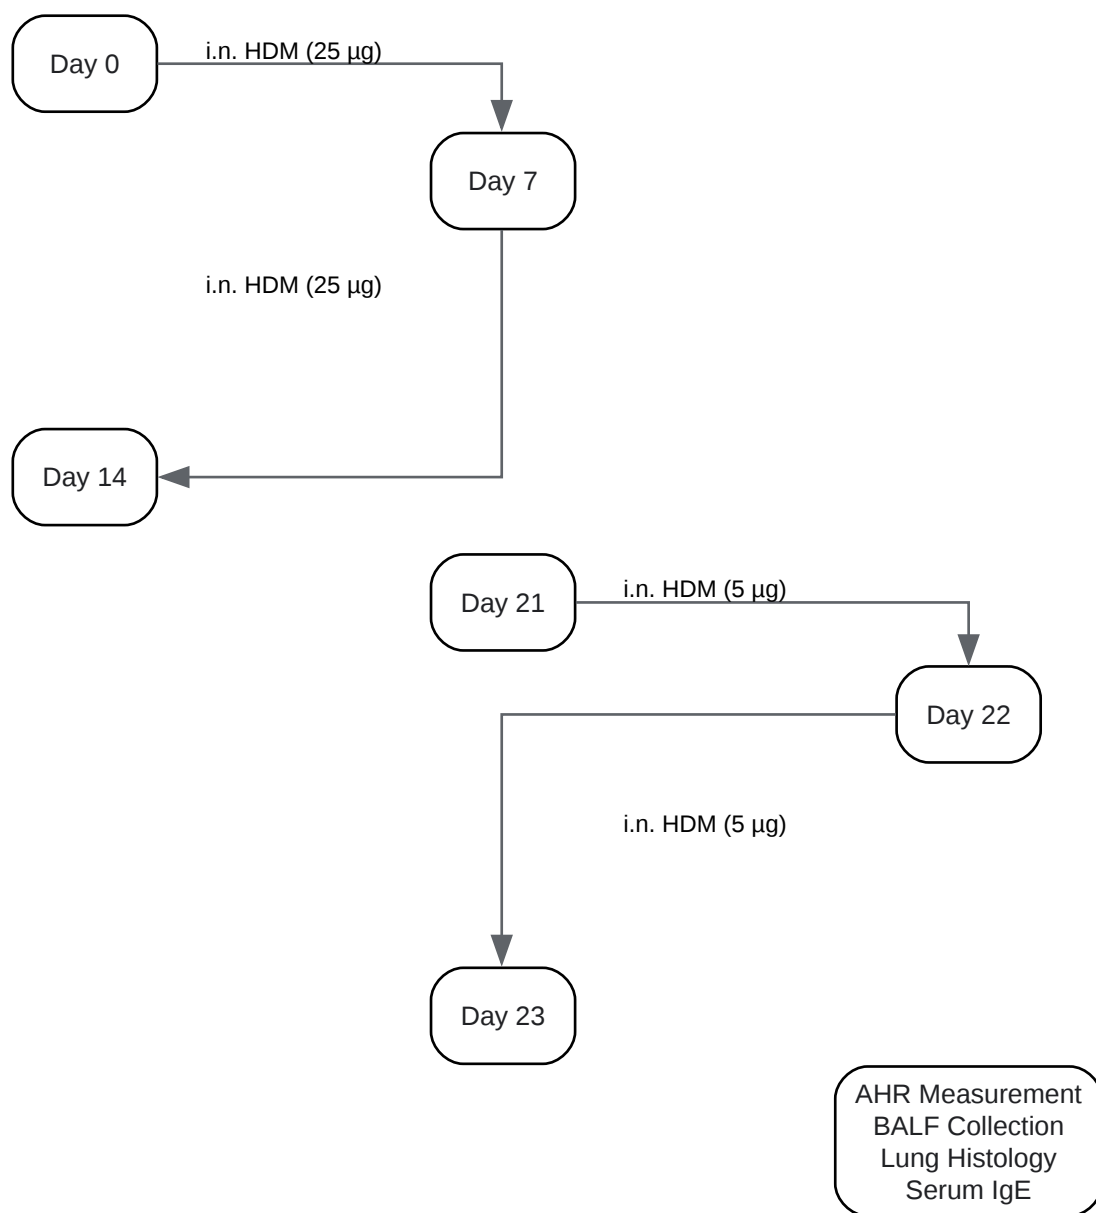 Day 0
i.n. HDM (25 µg)
Day 7
i.n. HDM (25 µg)
Day 14
Day 21
i.n. HDM (5 µg)
Day 22
i.n. HDM (5 µg)
Day 23
AHR Measurement
BALF Collection
Lung Histology
Serum IgE